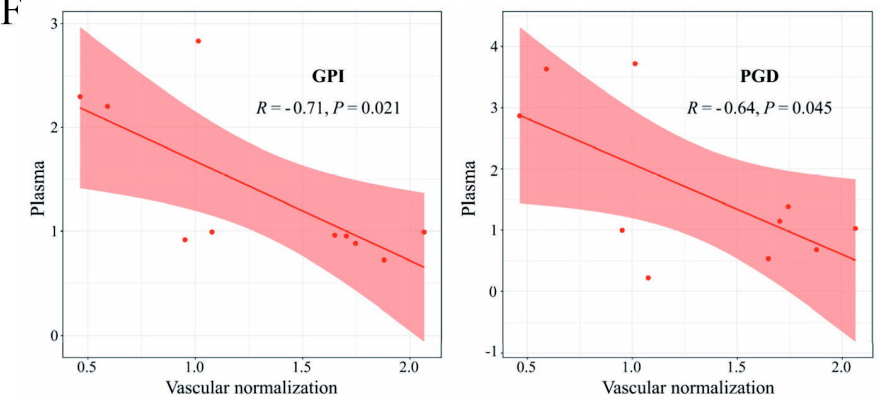 F
3
2
1
0
Plasma
GPI
R = -0.71, P = 0.021
0.5 1.0 1.5 2.0
Vascular normalization
4
3
2
1
0
-1
Plasma
PGD
R = -0.64, P = 0.045
0.5 1.0 1.5 2.0
Vascular normalization